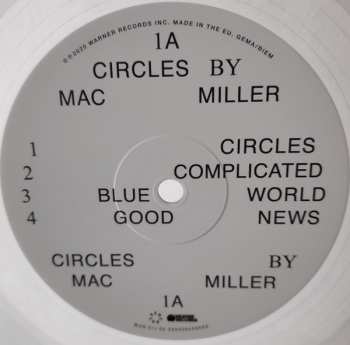 ℗©2020 WARNER RECORDS INC. MADE IN THE EU. GEMA/BIEM
1A
CIRCLES BY
MAC MILLER
1 CIRCLES
2 COMPLICATED
3 BLUE WORLD
4 GOOD NEWS
CIRCLES BY
MAC MILLER
1A